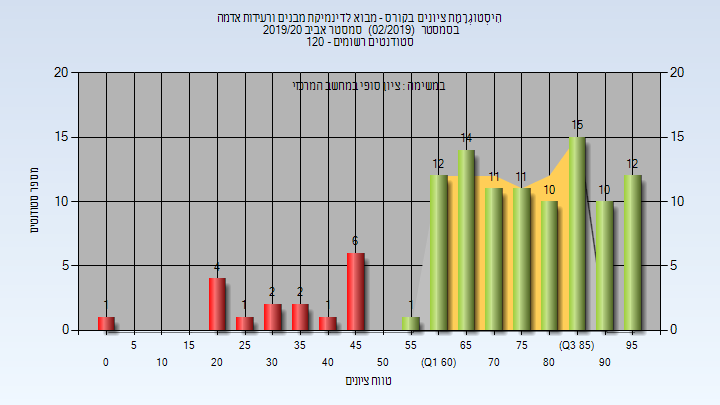 היסטוגרמת ציונים בקורס - מבוא לדינמיקת מבנים ורעידות אדמה
בסמסטר (02/2019) סמסטר אביב 2019/20
סטודנטים רשומים - 120
במשימה : ציון סופי במחשב המרכזי
מספר סטודנטים
20 15 10 5 0
20 15 10 5 0
1 4 1 2 2 1 6 1 12 14 11 11 10 15 10 12
5 15 25 35 45 55 65 75 (Q3 85) 95
0 10 20 30 40 50 (Q1 60) 70 80 90
טווח ציונים